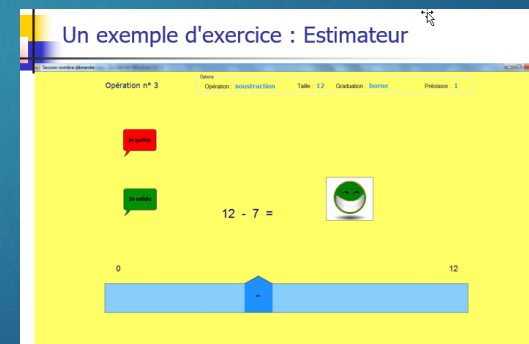 Un exemple d'exercice : Estimateur
Session nombre démarrée
Options
Opération n° 3
Opération : soustraction Taille : 12 Graduation : borne Précision : 1
Je quitte
Je valide
12 - 7 =
0 12